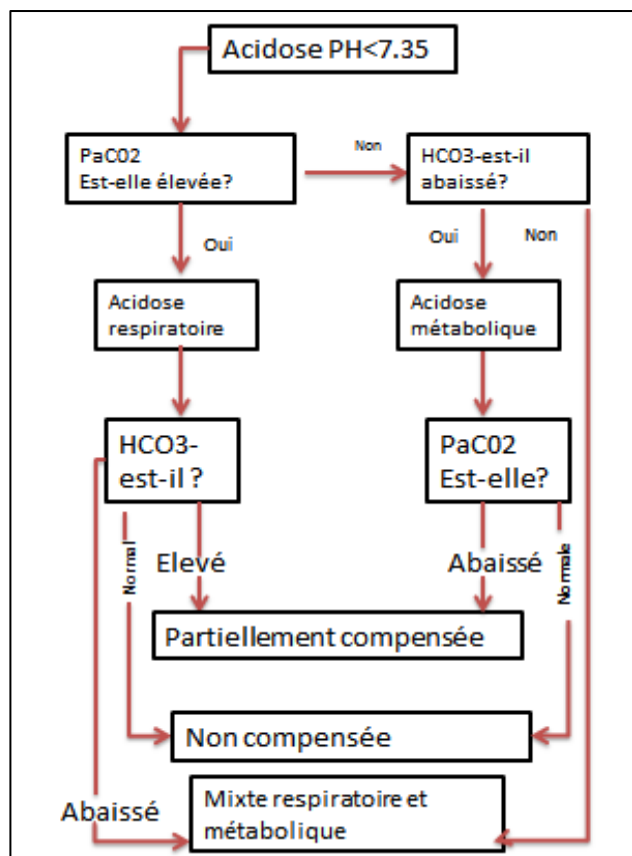 Acidose PH<7.35
PaC02
Est-elle élevée?
Non
HCO3-est-il
abaissé?
Oui
Oui
Non
Acidose
respiratoire
Acidose
métabolique
HCO3-
est-il ?
PaC02
Est-elle?
Normal
Elevé
Abaissé
Normale
Partiellement compensée
Non compensée
Abaissé
Mixte respiratoire et
métabolique